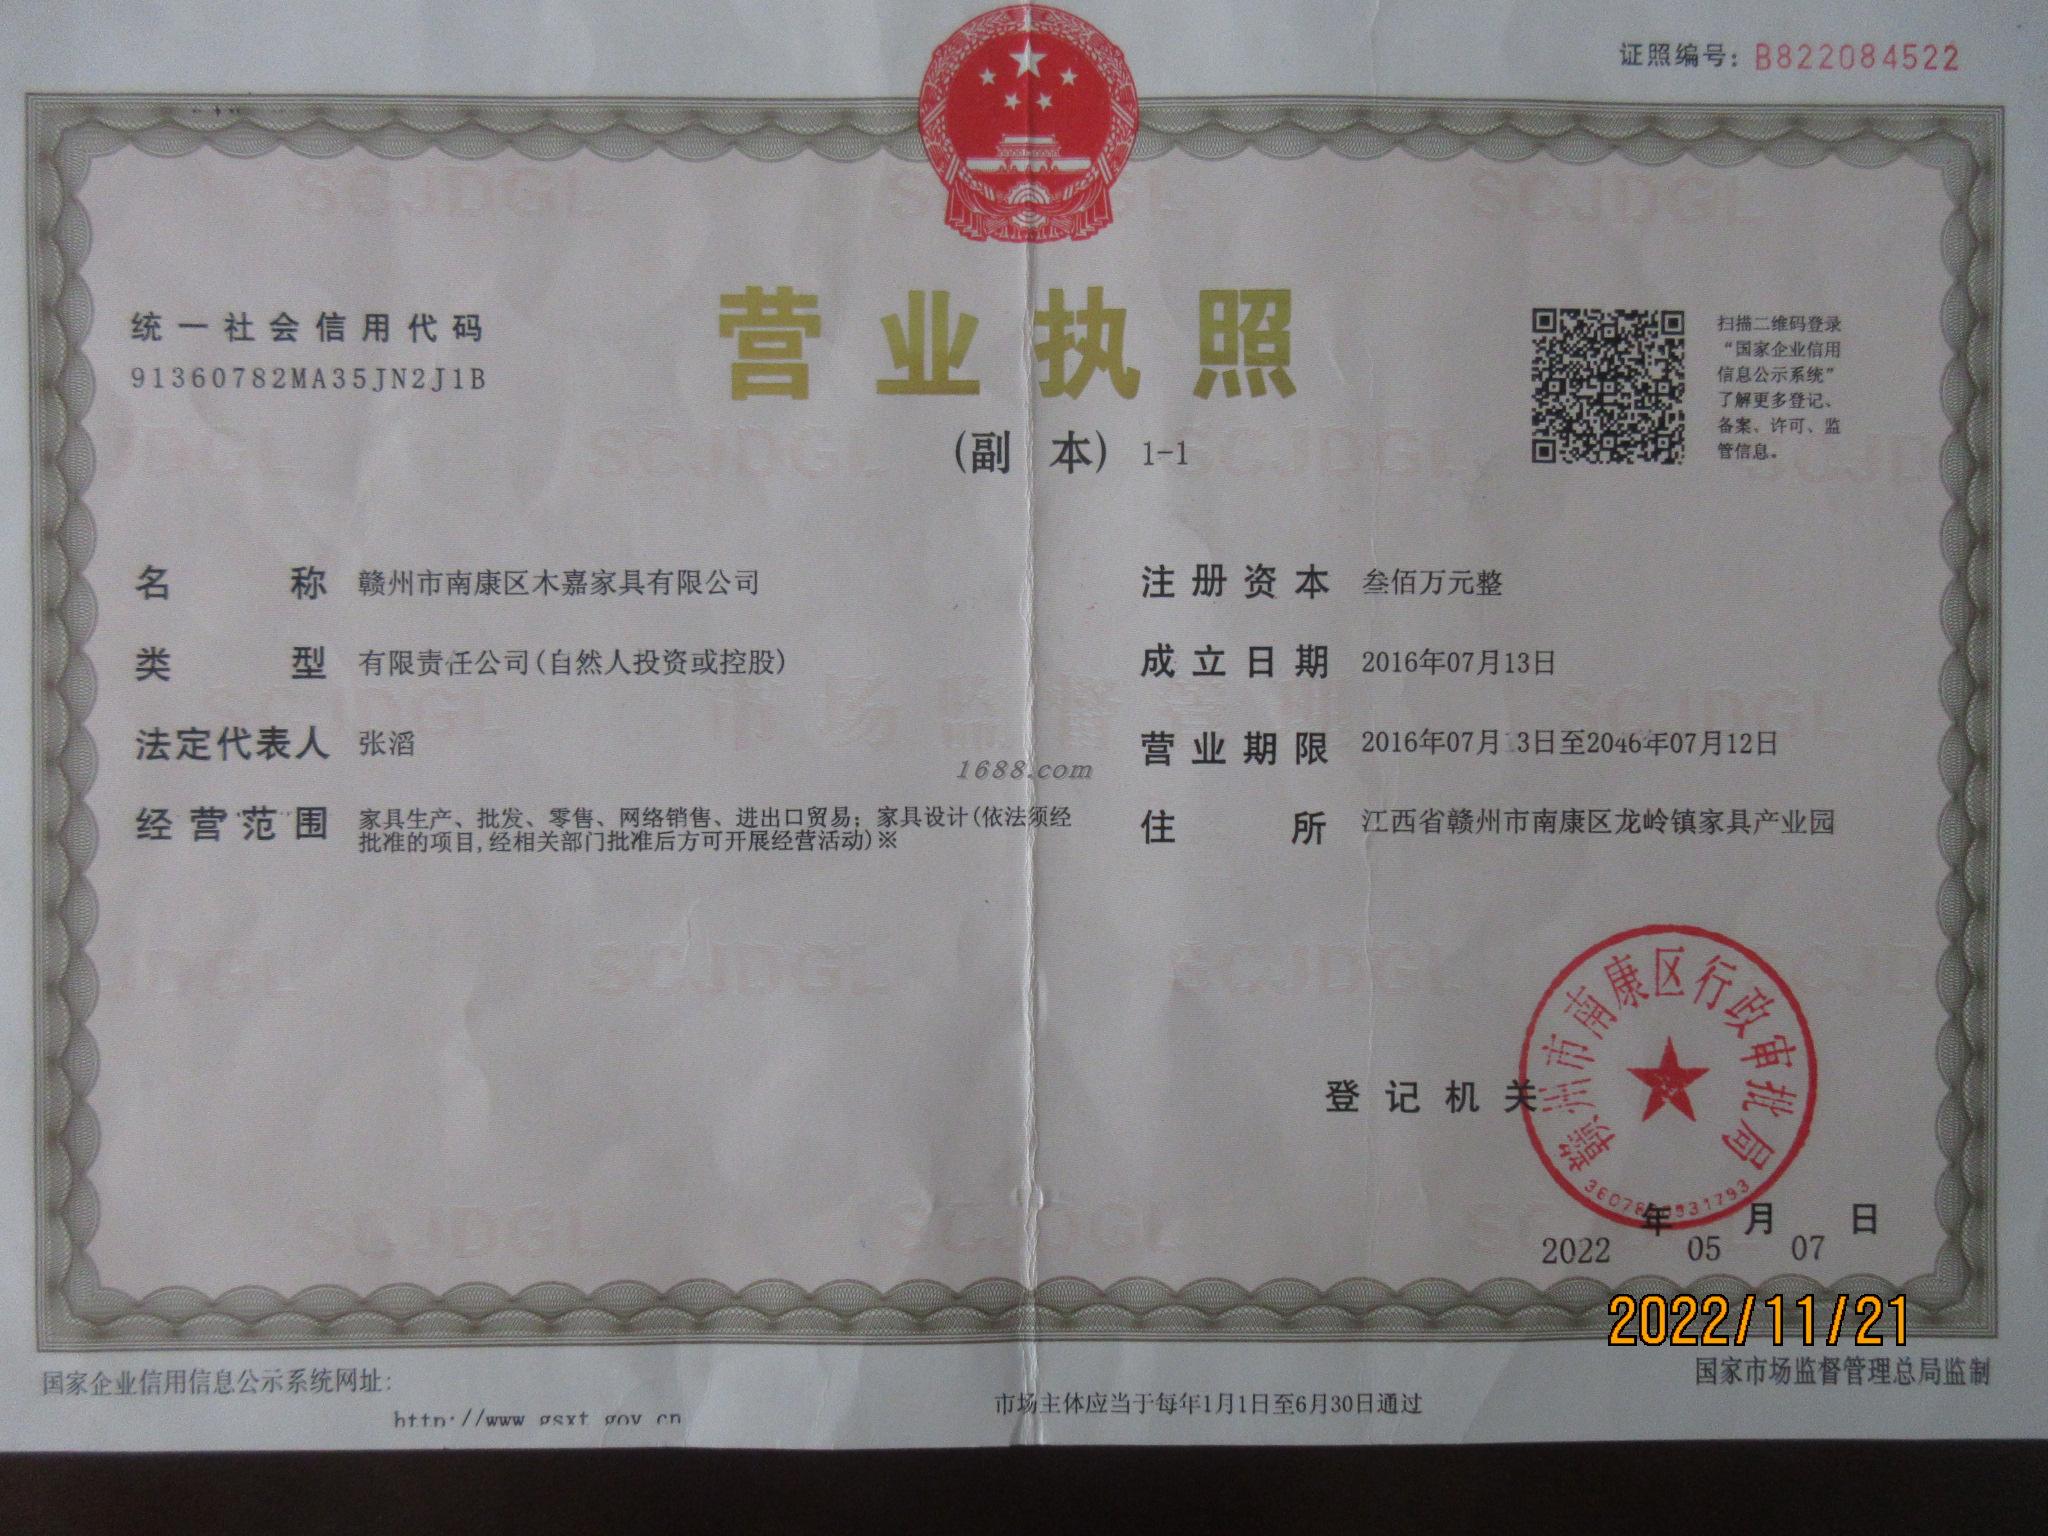 证照编号：B822084522
统一社会信用代码
91360782MA35JN2J1B
营业执照
(副本) 1-1
扫描二维码登录
“国家企业信用
信息公示系统”
了解更多登记、
备案、许可、监
管信息。
名称 赣州市南康区木嘉家具有限公司
类型 有限责任公司(自然人投资或控股)
法定代表人 张滔
经营范围 家具生产、批发、零售、网络销售、进出口贸易；家具设计(依法须经
批准的项目,经相关部门批准后方可开展经营活动)※
注册资本 叁佰万元整
成立日期 2016年07月13日
营业期限 2016年07月13日至2046年07月12日
住所 江西省赣州市南康区龙岭镇家具产业园
1688.com
登记机关
赣州市南康区行政审批局
年 月 日
2022 05 07
2022/11/21
国家企业信用信息公示系统网址：
http://www.gsxt.gov.cn
市场主体应当于每年1月1日至6月30日通过
国家市场监督管理总局监制
SCJDGL